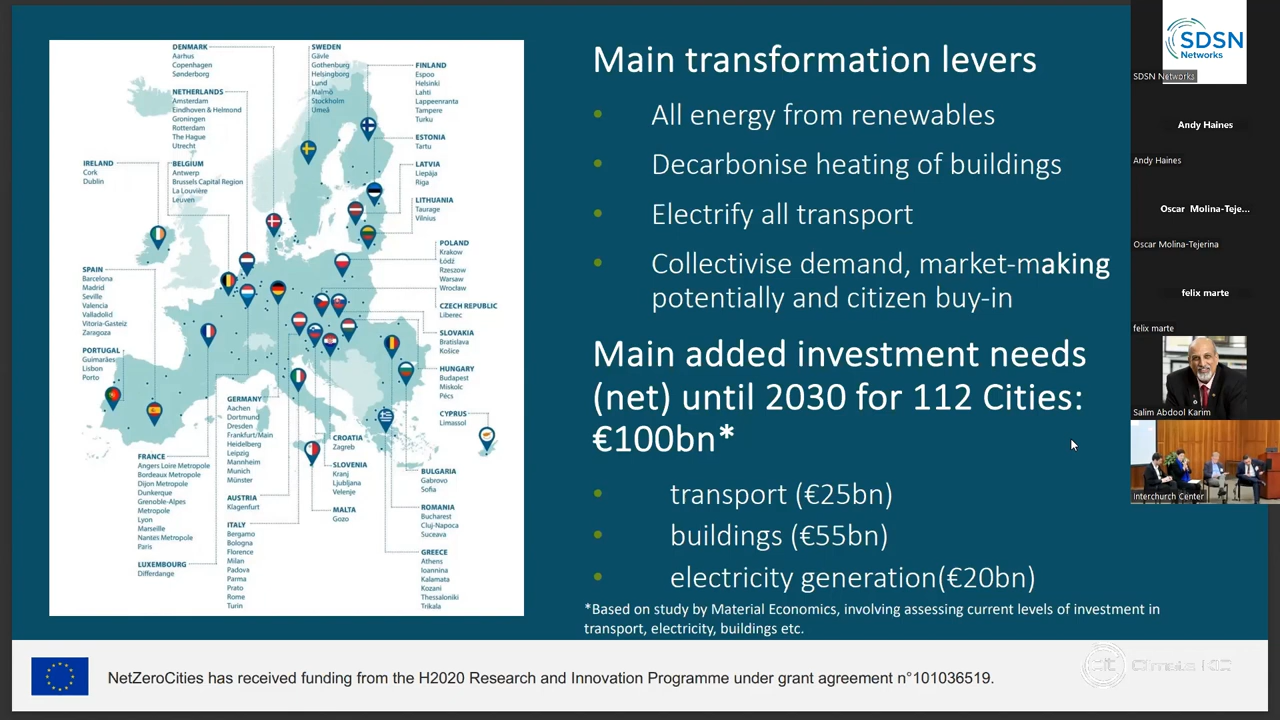 DENMARK
Aarhus
Copenhagen
Sønderborg
NETHERLANDS
Amsterdam
Eindhoven & Helmond
Groningen
Rotterdam
The Hague
Utrecht
IRELAND
Cork
Dublin
BELGIUM
Antwerp
Brussels Capital Region
La Louvière
Leuven
SWEDEN
Gävle
Gothenburg
Helsingborg
Lund
Malmö
Stockholm
Umeå
FINLAND
Espoo
Helsinki
Lahti
Lappeenranta
Tampere
Turku
ESTONIA
Tartu
LATVIA
Liepāja
Riga
LITHUANIA
Taurage
Vilnius
POLAND
Krakow
Łódź
Rzeszow
Warsaw
Wrocław
CZECH REPUBLIC
Liberec
SLOVAKIA
Bratislava
Košice
HUNGARY
Budapest
Miskolc
Pécs
CYPRUS
Limassol
SPAIN
Barcelona
Madrid
Seville
Valencia
Valladolid
Vitoria-Gasteiz
Zaragoza
PORTUGAL
Guimarães
Lisbon
Porto
FRANCE
Angers Loire Metropole
Bordeaux Metropole
Dijon Metropole
Dunkerque
Grenoble-Alpes
Metropole
Lyon
Marseille
Nantes Metropole
Paris
LUXEMBOURG
Differdange
GERMANY
Aachen
Dortmund
Dresden
Frankfurt/Main
Heidelberg
Leipzig
Mannheim
Munich
Münster
AUSTRIA
Klagenfurt
ITALY
Bergamo
Bologna
Florence
Milan
Padova
Parma
Prato
Rome
Turin
CROATIA
Zagreb
SLOVENIA
Kranj
Ljubljana
Velenje
MALTA
Gozo
BULGARIA
Gabrovo
Sofia
ROMANIA
Bucharest
Cluj-Napoca
Suceava
GREECE
Athens
Ioannina
Kalamata
Kozani
Thessaloniki
Trikala
Main transformation levers
All energy from renewables
Decarbonise heating of buildings
Electrify all transport
Collectivise demand, market-making
potentially and citizen buy-in
Main added investment needs
(net) until 2030 for 112 Cities:
€100bn*
transport (€25bn)
buildings (€55bn)
electricity generation(€20bn)
*Based on study by Material Economics, involving assessing current levels of investment in
transport, electricity, buildings etc.
NetZeroCities has received funding from the H2020 Research and Innovation Programme under grant agreement n°101036519.
Climate KIC
SDSN
Networks
SDSN Networks
Andy Haines
Andy Haines
Oscar Molina-Teje...
Oscar Molina-Tejerina
felix marte
felix marte
Salim Abdool Karim
Interchurch Center